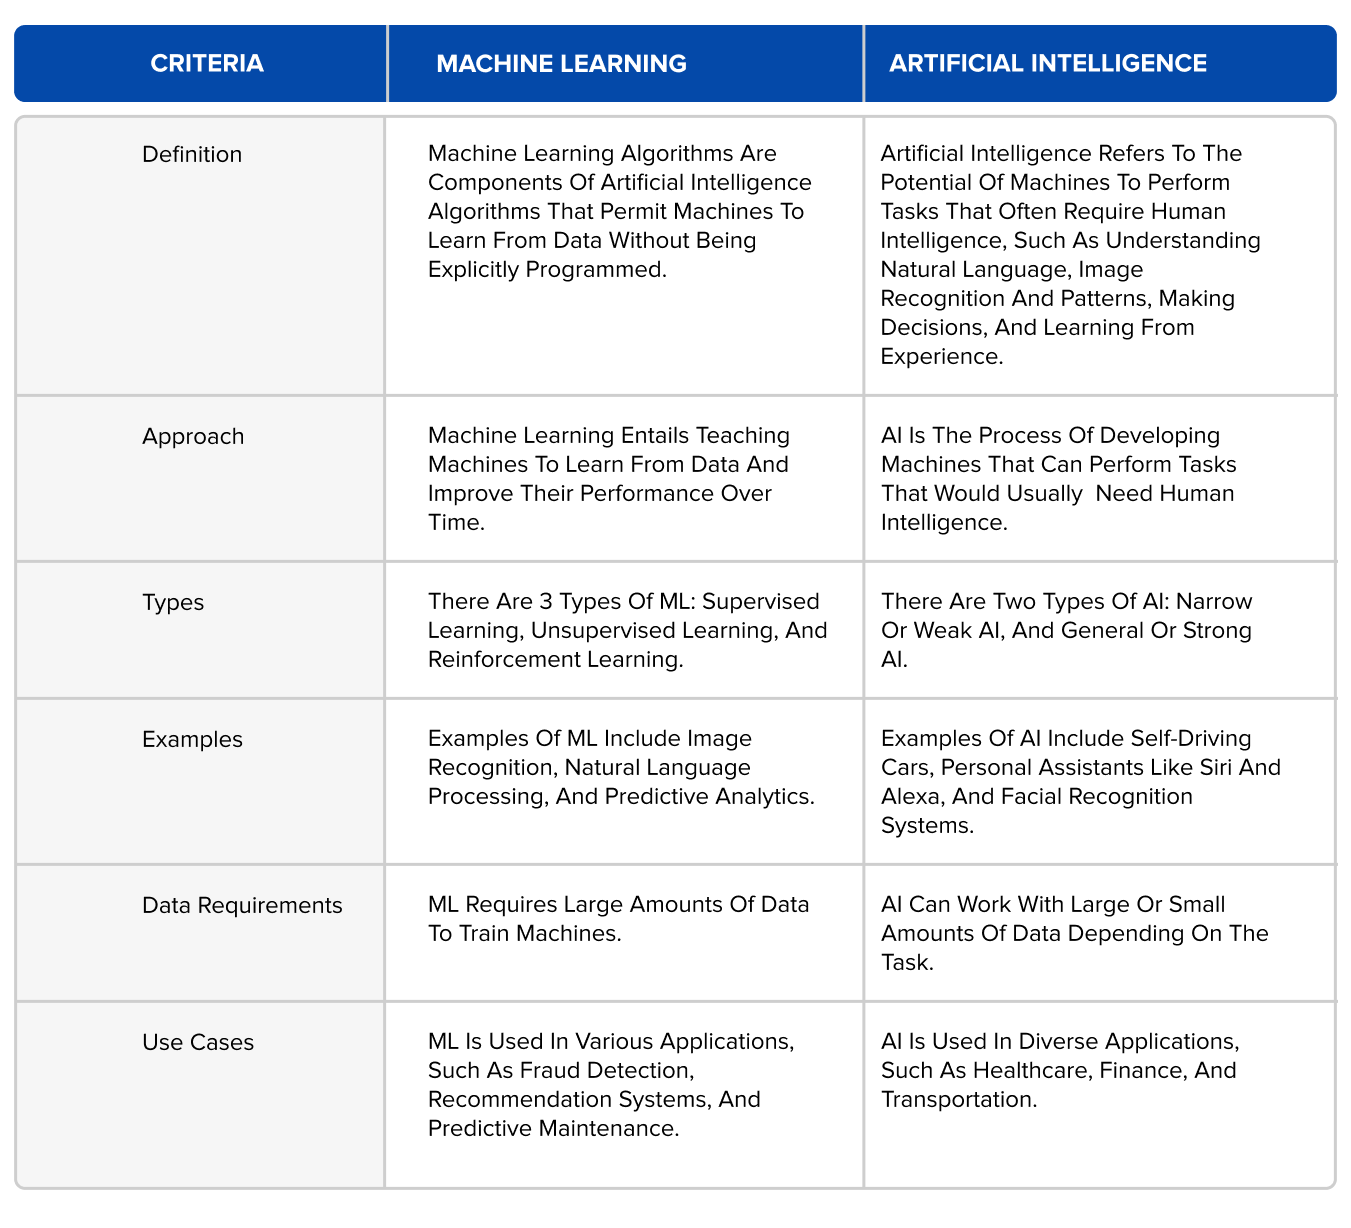 CRITERIA
MACHINE LEARNING
ARTIFICIAL INTELLIGENCE
Definition
Machine Learning Algorithms Are
Components Of Artificial Intelligence
Algorithms That Permit Machines To
Learn From Data Without Being
Explicitly Programmed.
Artificial Intelligence Refers To The
Potential Of Machines To Perform
Tasks That Often Require Human
Intelligence, Such As Understanding
Natural Language, Image
Recognition And Patterns, Making
Decisions, And Learning From
Experience.
Approach
Machine Learning Entails Teaching
Machines To Learn From Data And
Improve Their Performance Over
Time.
AI Is The Process Of Developing
Machines That Can Perform Tasks
That Would Usually  Need Human
Intelligence.
Types
There Are 3 Types Of ML: Supervised
Learning, Unsupervised Learning, And
Reinforcement Learning.
There Are Two Types Of AI: Narrow
Or Weak AI, And General Or Strong
AI.
Examples
Examples Of ML Include Image
Recognition, Natural Language
Processing, And Predictive Analytics.
Examples Of AI Include Self-Driving
Cars, Personal Assistants Like Siri And
Alexa, And Facial Recognition
Systems.
Data Requirements
ML Requires Large Amounts Of Data
To Train Machines.
AI Can Work With Large Or Small
Amounts Of Data Depending On The
Task.
Use Cases
ML Is Used In Various Applications,
Such As Fraud Detection,
Recommendation Systems, And
Predictive Maintenance.
AI Is Used In Diverse Applications,
Such As Healthcare, Finance, And
Transportation.